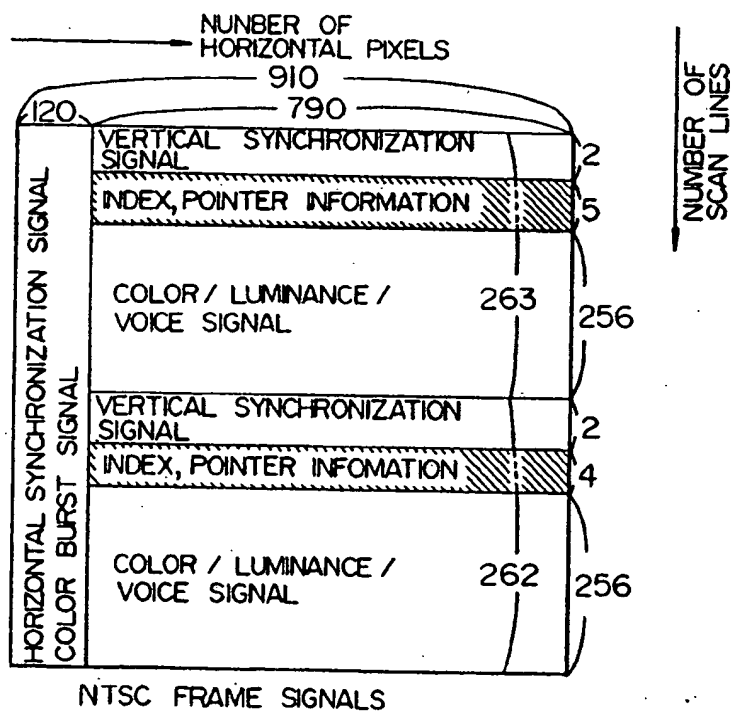 NUNBER OF
HORIZONTAL PIXELS
910
120
790
NUMBER OF
SCAN LINES
HORIZONTAL SYNCHRONIZATION SIGNAL
COLOR BURST SIGNAL
VERTICAL SYNCHRONIZATION
SIGNAL
2
INDEX, POINTER INFORMATION
5
COLOR / LUMINANCE /
VOICE SIGNAL
263
256
VERTICAL SYNCHRONIZATION
SIGNAL
2
INDEX, POINTER INFOMATION
4
COLOR / LUMINANCE /
VOICE SIGNAL
262
256
NTSC FRAME SIGNALS